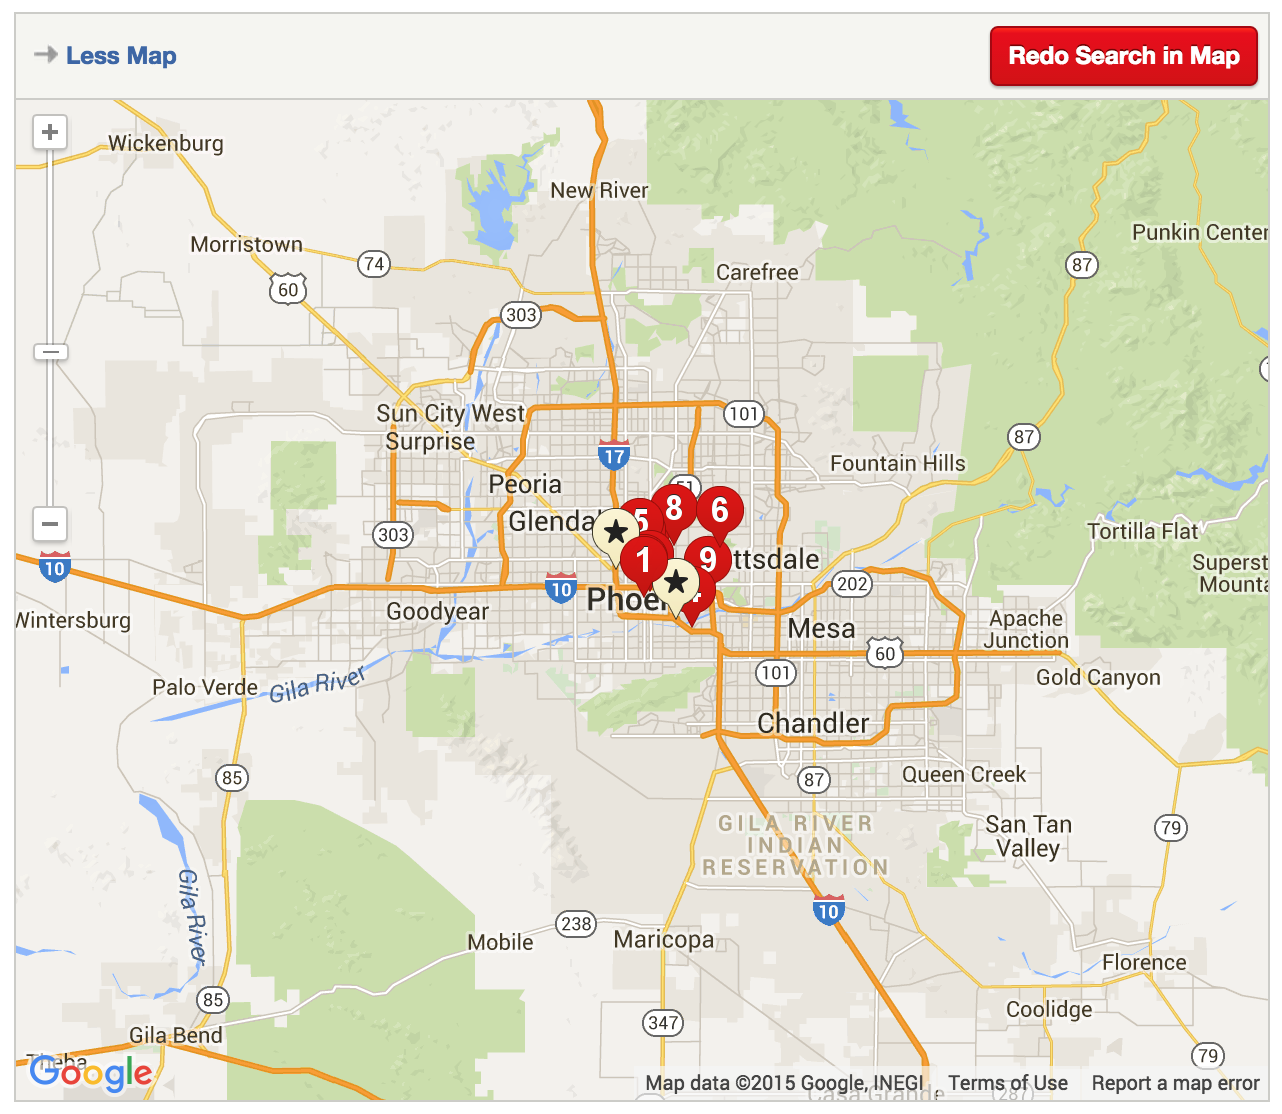 Less Map
Redo Search in Map
Wickenburg
New River
Punkin Center
Morristown
74
87
Carefree
60
303
101
Sun City West
Surprise
17
87
Fountain Hills
Peoria
51
5
8
6
Glenda
303
Tortilla Flat
1
9
ttsdale
10
10
202
Superst
Mounta
Phoe
4
Goodyear
Wintersburg
Mesa
Apache
Junction
60
101
Gold Canyon
Palo Verde
Gila River
Chandler
85
87
Queen Creek
GILA RIVER
INDIAN
RESERVATION
San Tan
Valley
79
Gila River
10
238
Mobile
Maricopa
Florence
85
Coolidge
347
Gila Bend
79
Theba
Google
Map data ©2015 Google, INEGI
Terms of Use
Report a map error
Casa Grande
287